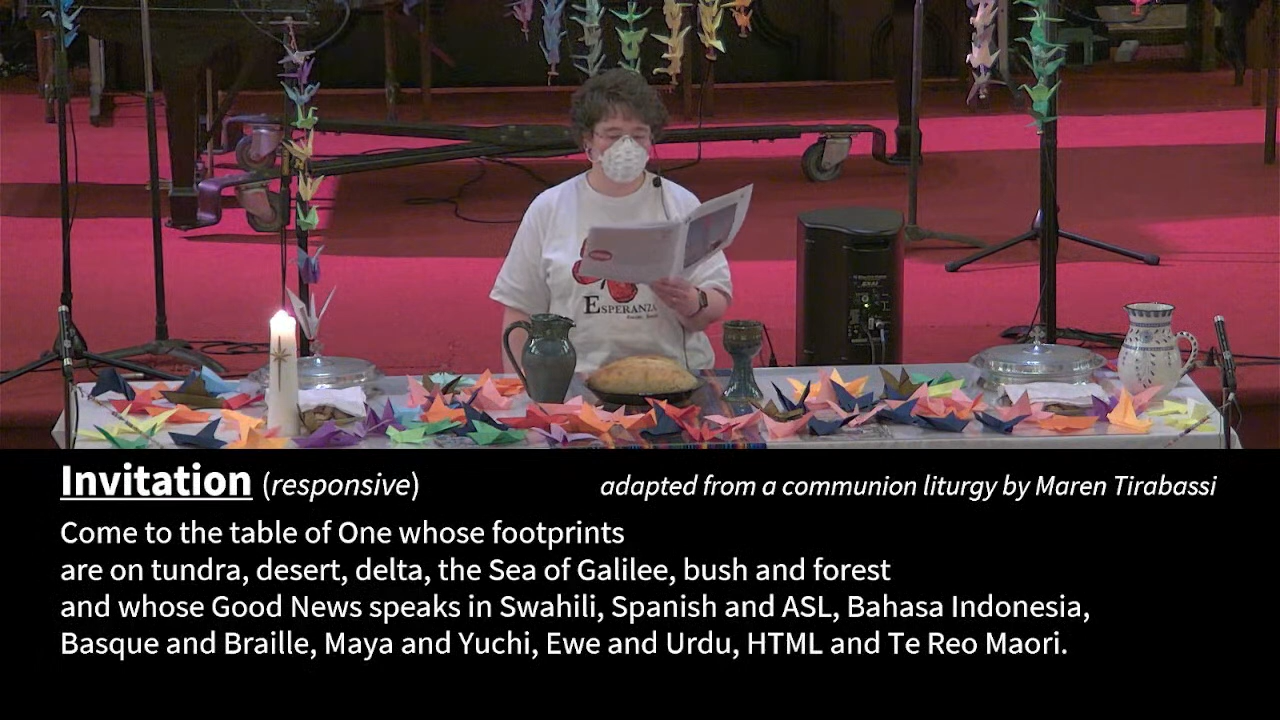 ESPERANZA
Invitation (responsive)
adapted from a communion liturgy by Maren Tirabassi
Come to the table of One whose footprints
are on tundra, desert, delta, the Sea of Galilee, bush and forest
and whose Good News speaks in Swahili, Spanish and ASL, Bahasa Indonesia,
Basque and Braille, Maya and Yuchi, Ewe and Urdu, HTML and Te Reo Maori.